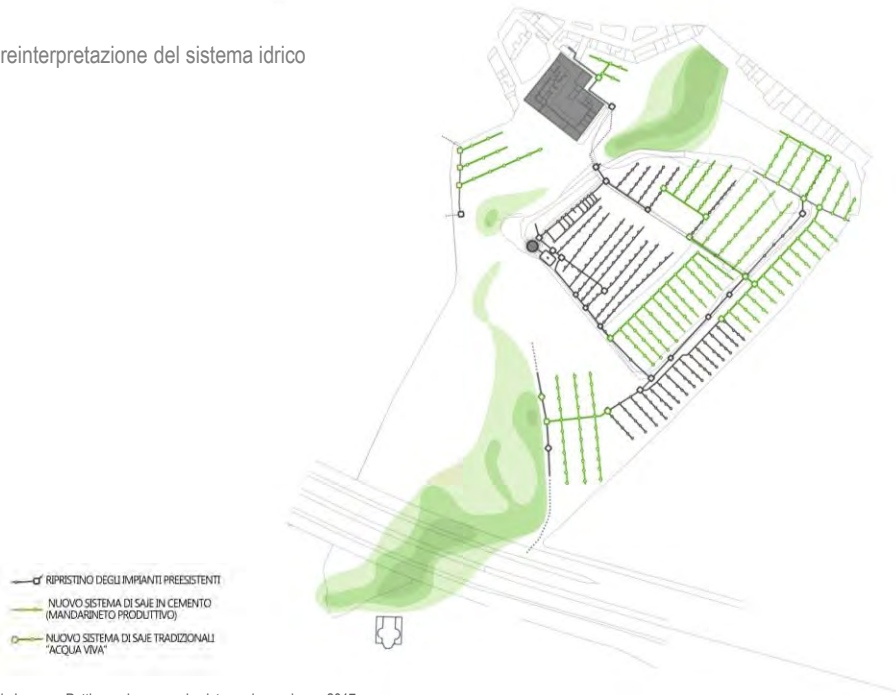 reinterpretazione del sistema idrico
RIPRISTINO DEGLI IMPIANTI PREESISTENTI
NUOVO SISTEMA DI SAJE IN CEMENTO
(MANDARINETO PRODUTTIVO)
NUOVO SISTEMA DI SAJE TRADIZIONALI
"ACQUA VIVA"